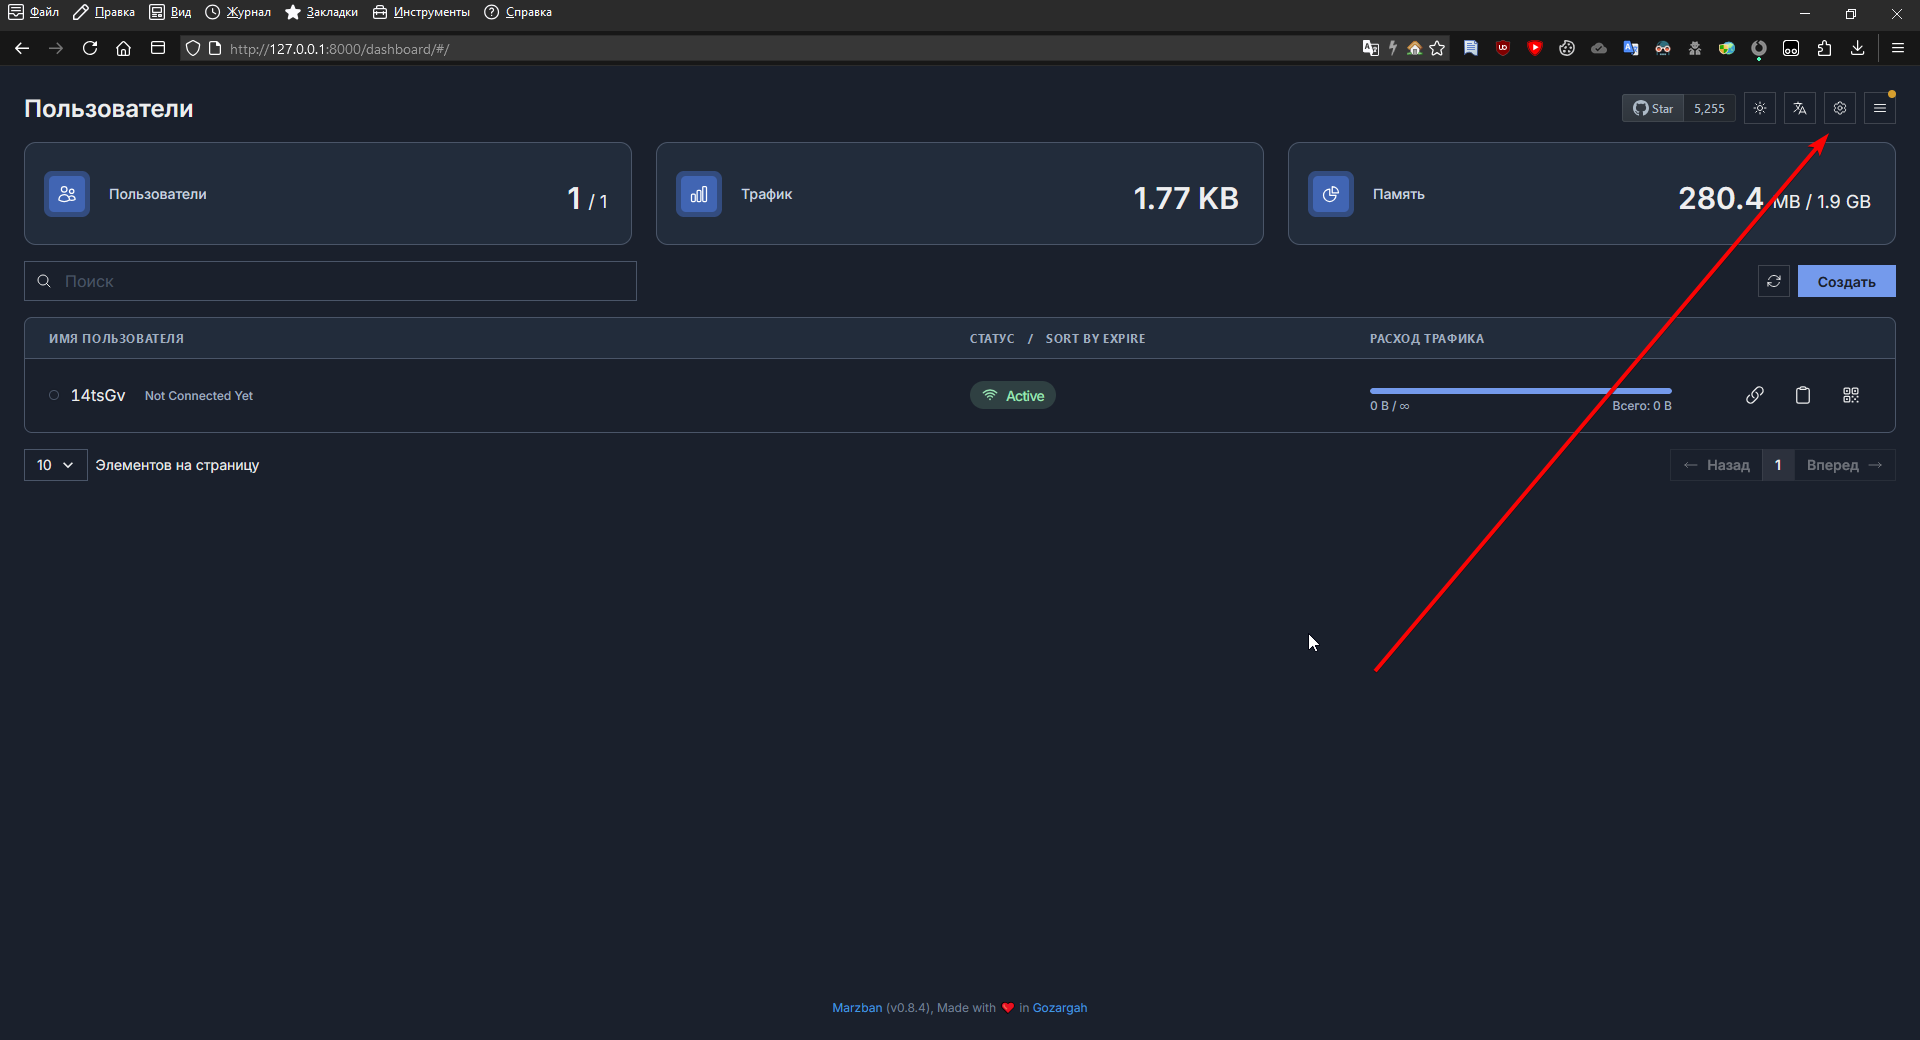 Файл Правка Вид Журнал Закладки Инструменты Справка
http://127.0.0.1:8000/dashboard/#/
Пользователи
Star 5,255
Пользователи 1 / 1
Трафик 1.77 KB
Память 280.4 MB / 1.9 GB
Поиск
Создать
ИМЯ ПОЛЬЗОВАТЕЛЯ СТАТУС / SORT BY EXPIRE РАСХОД ТРАФИКА
14tsGv Not Connected Yet Active
0 B / ∞ Всего: 0 B
10 Элементов на страницу
← Назад 1 Вперед →
Marzban (v0.8.4), Made with ❤️ in Gozargah